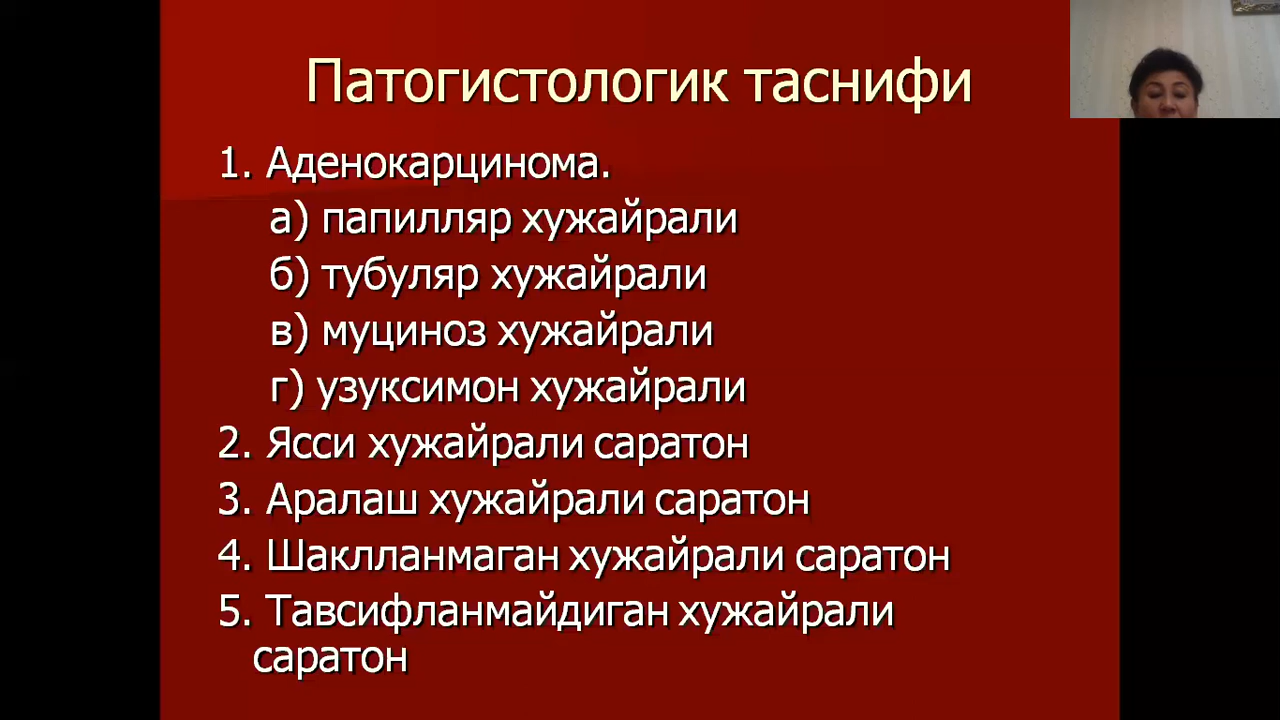 Патогистологик таснифи
1. Аденокарцинома.
а) папилляр хужайрали
б) тубуляр хужайрали
в) муциноз хужайрали
г) узуксимон хужайрали
2. Ясси хужайрали саратон
3. Аралаш хужайрали саратон
4. Шаклланмаган хужайрали саратон
5. Тавсифланмайдиган хужайрали
саратон